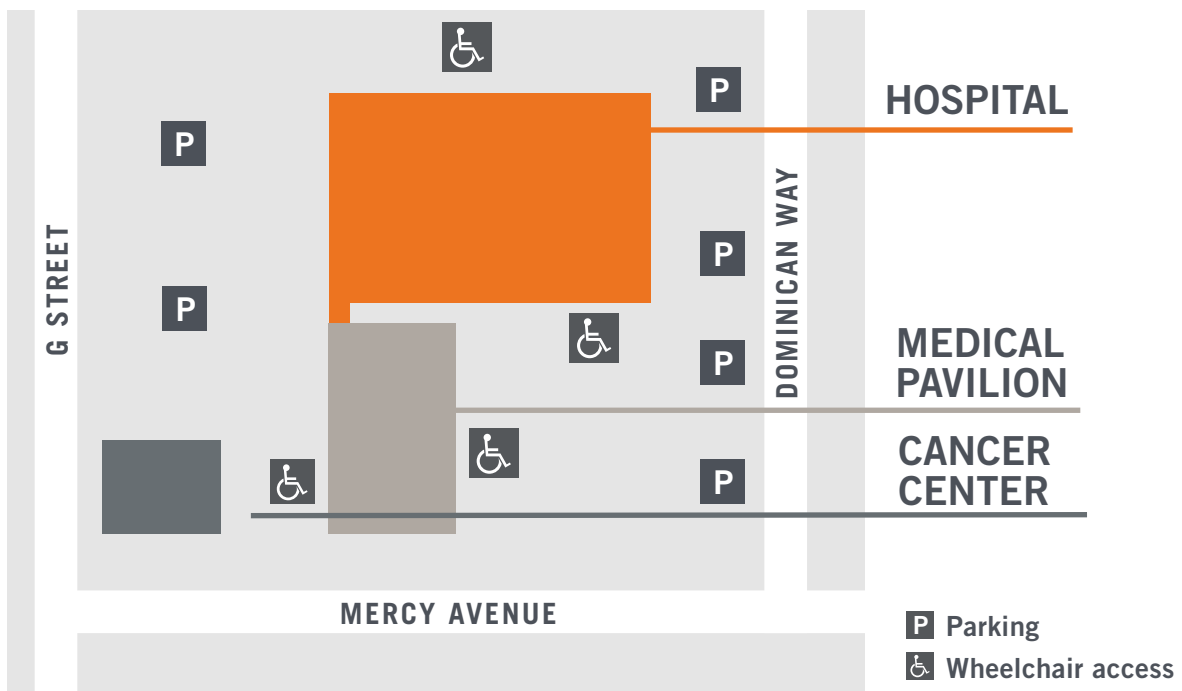 P
HOSPITAL
P
P
G STREET
DOMINICAN WAY
P
P
MEDICAL
PAVILION
P
CANCER
CENTER
P
MERCY AVENUE
P Parking
Wheelchair access